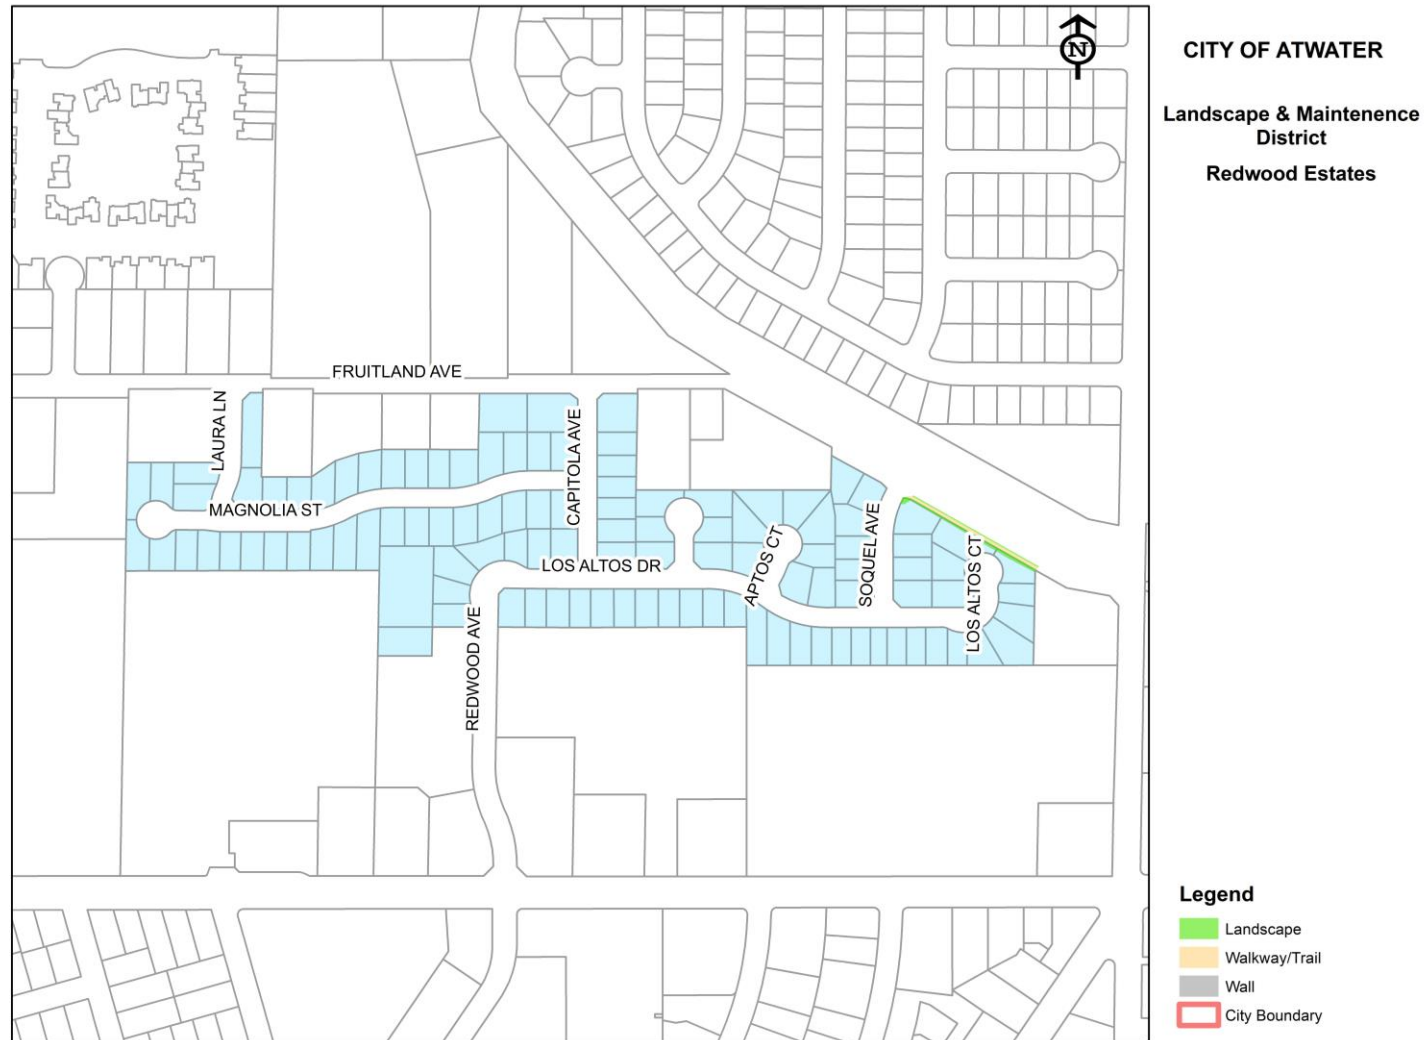 N
CITY OF ATWATER
Landscape & Maintenence
District
Redwood Estates
FRUITLAND AVE
LAURA LN
CAPITOLA AVE
MAGNOLIA ST
LOS ALTOS DR
APTOS CT
SOQUEL AVE
LOS ALTOS CT
REDWOOD AVE
Legend
Landscape
Walkway/Trail
Wall
City Boundary